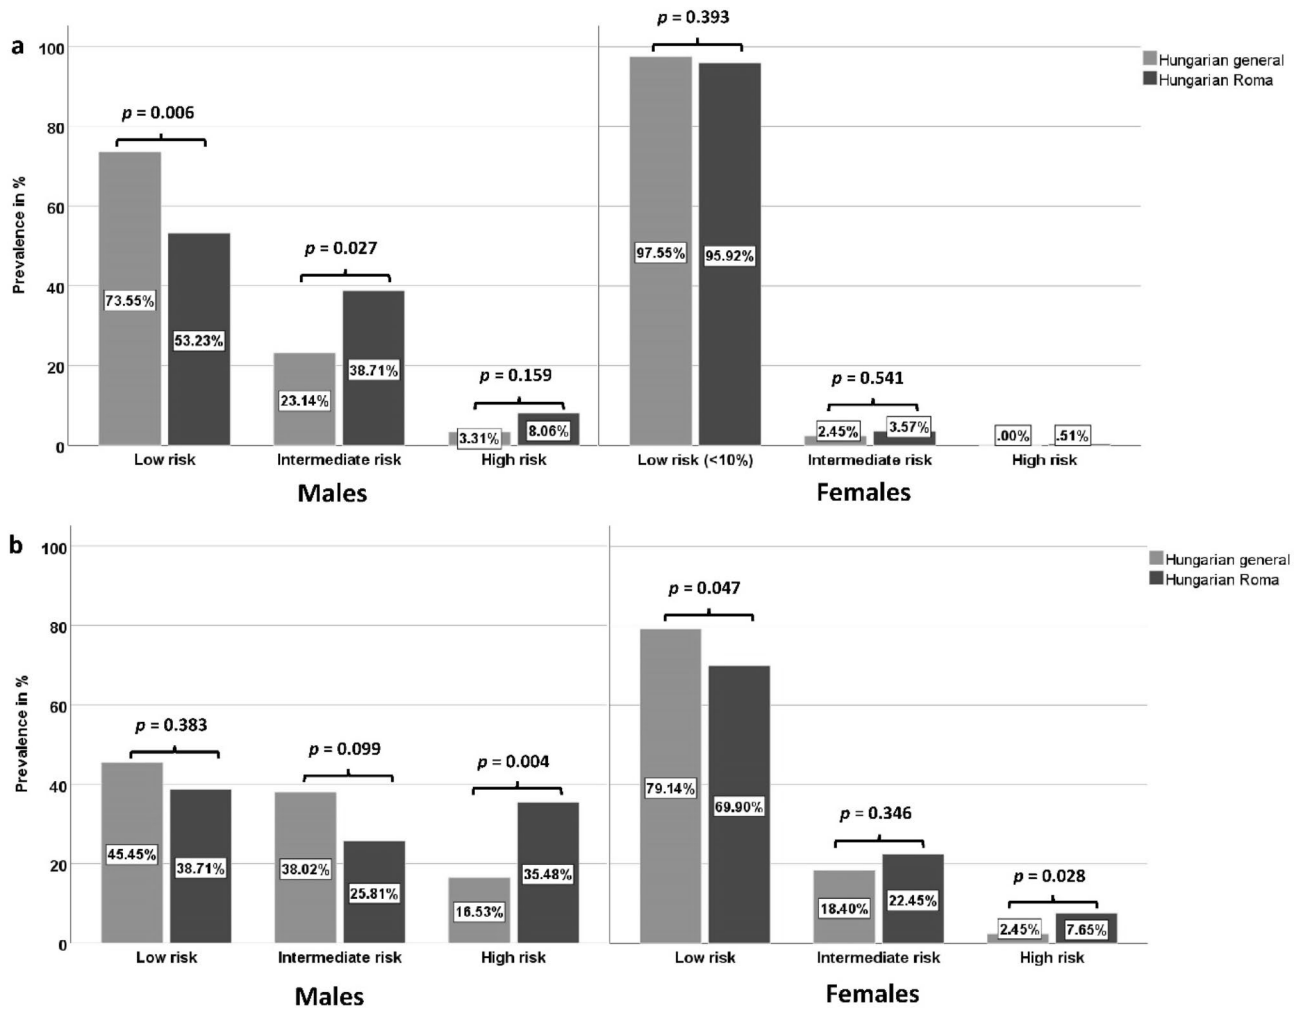 a
p = 0.393
100
Hungarian general
Hungarian Roma
p = 0.006
80
Prevalence in %
60
p = 0.027
97.55%
95.92%
40
73.55%
53.23%
38.71%
20
23.14%
p = 0.159
p = 0.541
3.31%
8.06%
2.45%
3.57%
.00%
.51%
0
Low risk
Intermediate risk
High risk
Low risk (<10%)
Intermediate risk
High risk
Males
Females
b
100
Hungarian general
Hungarian Roma
p = 0.047
80
Prevalence in %
60
p = 0.383
p = 0.099
p = 0.004
40
79.14%
69.90%
45.45%
38.71%
38.02%
25.81%
35.48%
p = 0.346
20
16.53%
18.40%
22.45%
p = 0.028
2.45%
7.65%
0
Low risk
Intermediate risk
High risk
Low risk
Intermediate risk
High risk
Males
Females